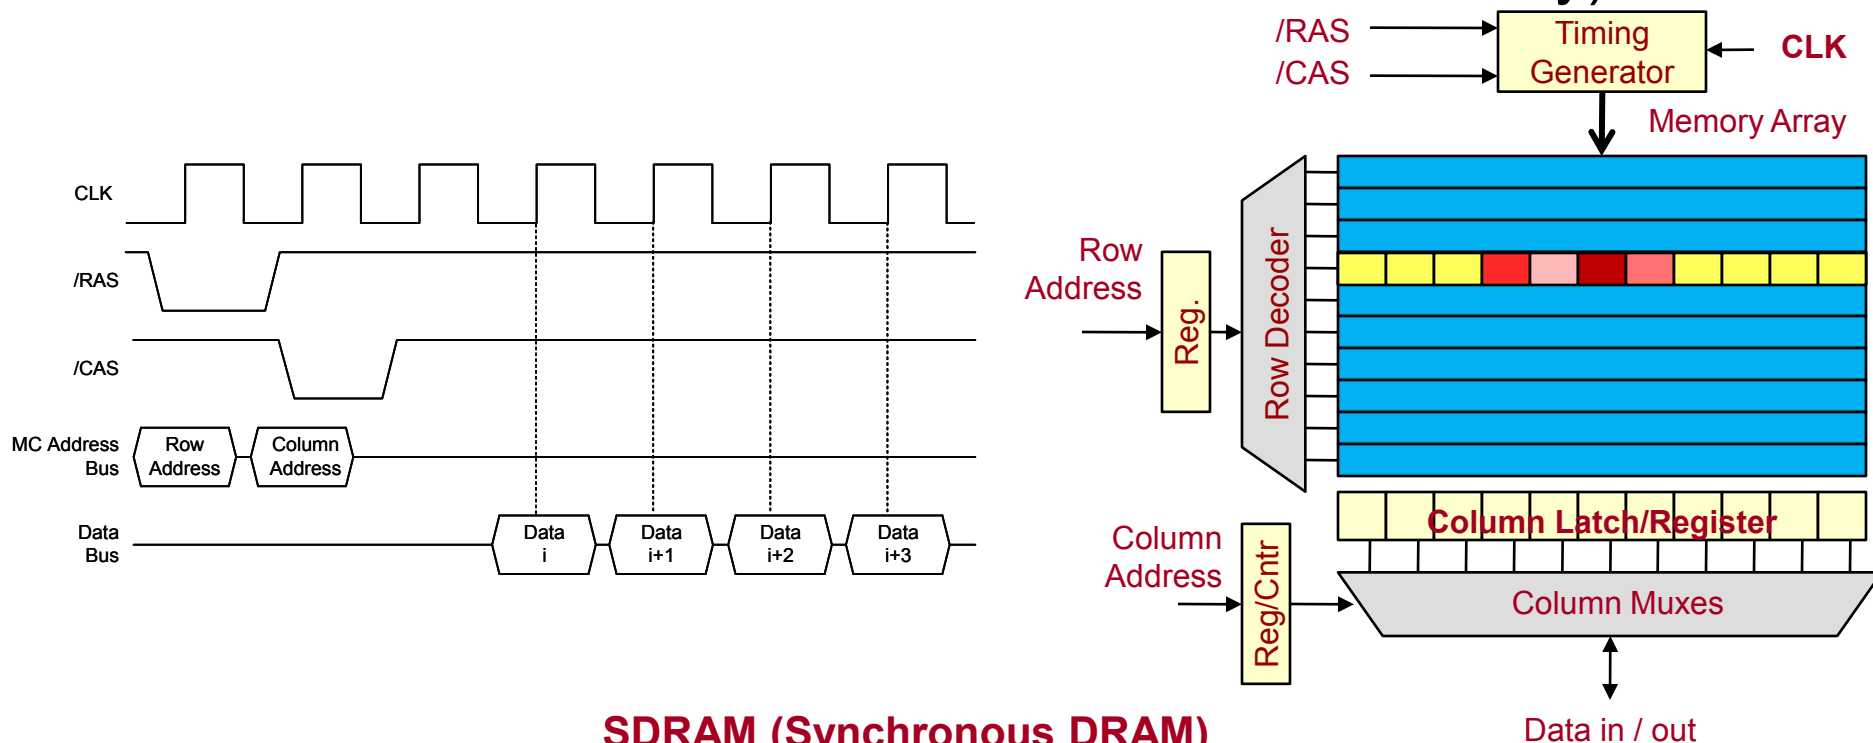 /RAS
/CAS
Timing
Generator
CLK
Memory Array
CLK
/RAS
/CAS
MC Address
Bus
Row
Address
Column
Address
Data
Bus
Data
i
Data
i+1
Data
i+2
Data
i+3
Row
Address
Reg.
Row Decoder
Column Latch/Register
Column
Address
Reg/Cntr
Column Muxes
Data in / out
SDRAM (Synchronous DRAM)